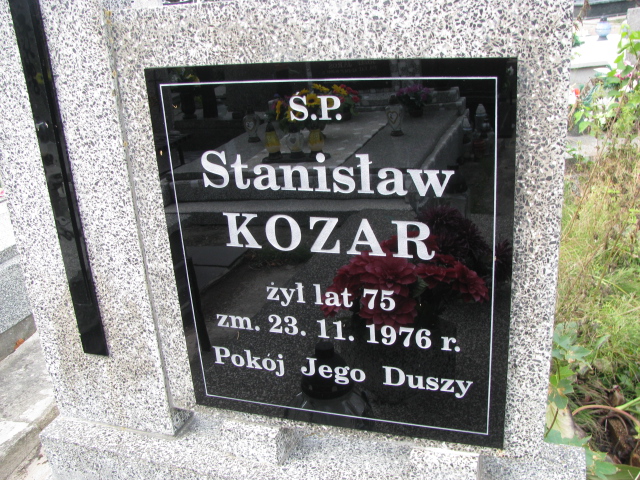 Ś.P.
Stanisław
KOZAR
żył lat 75
zm. 23. 11. 1976 r.
Pokój Jego Duszy